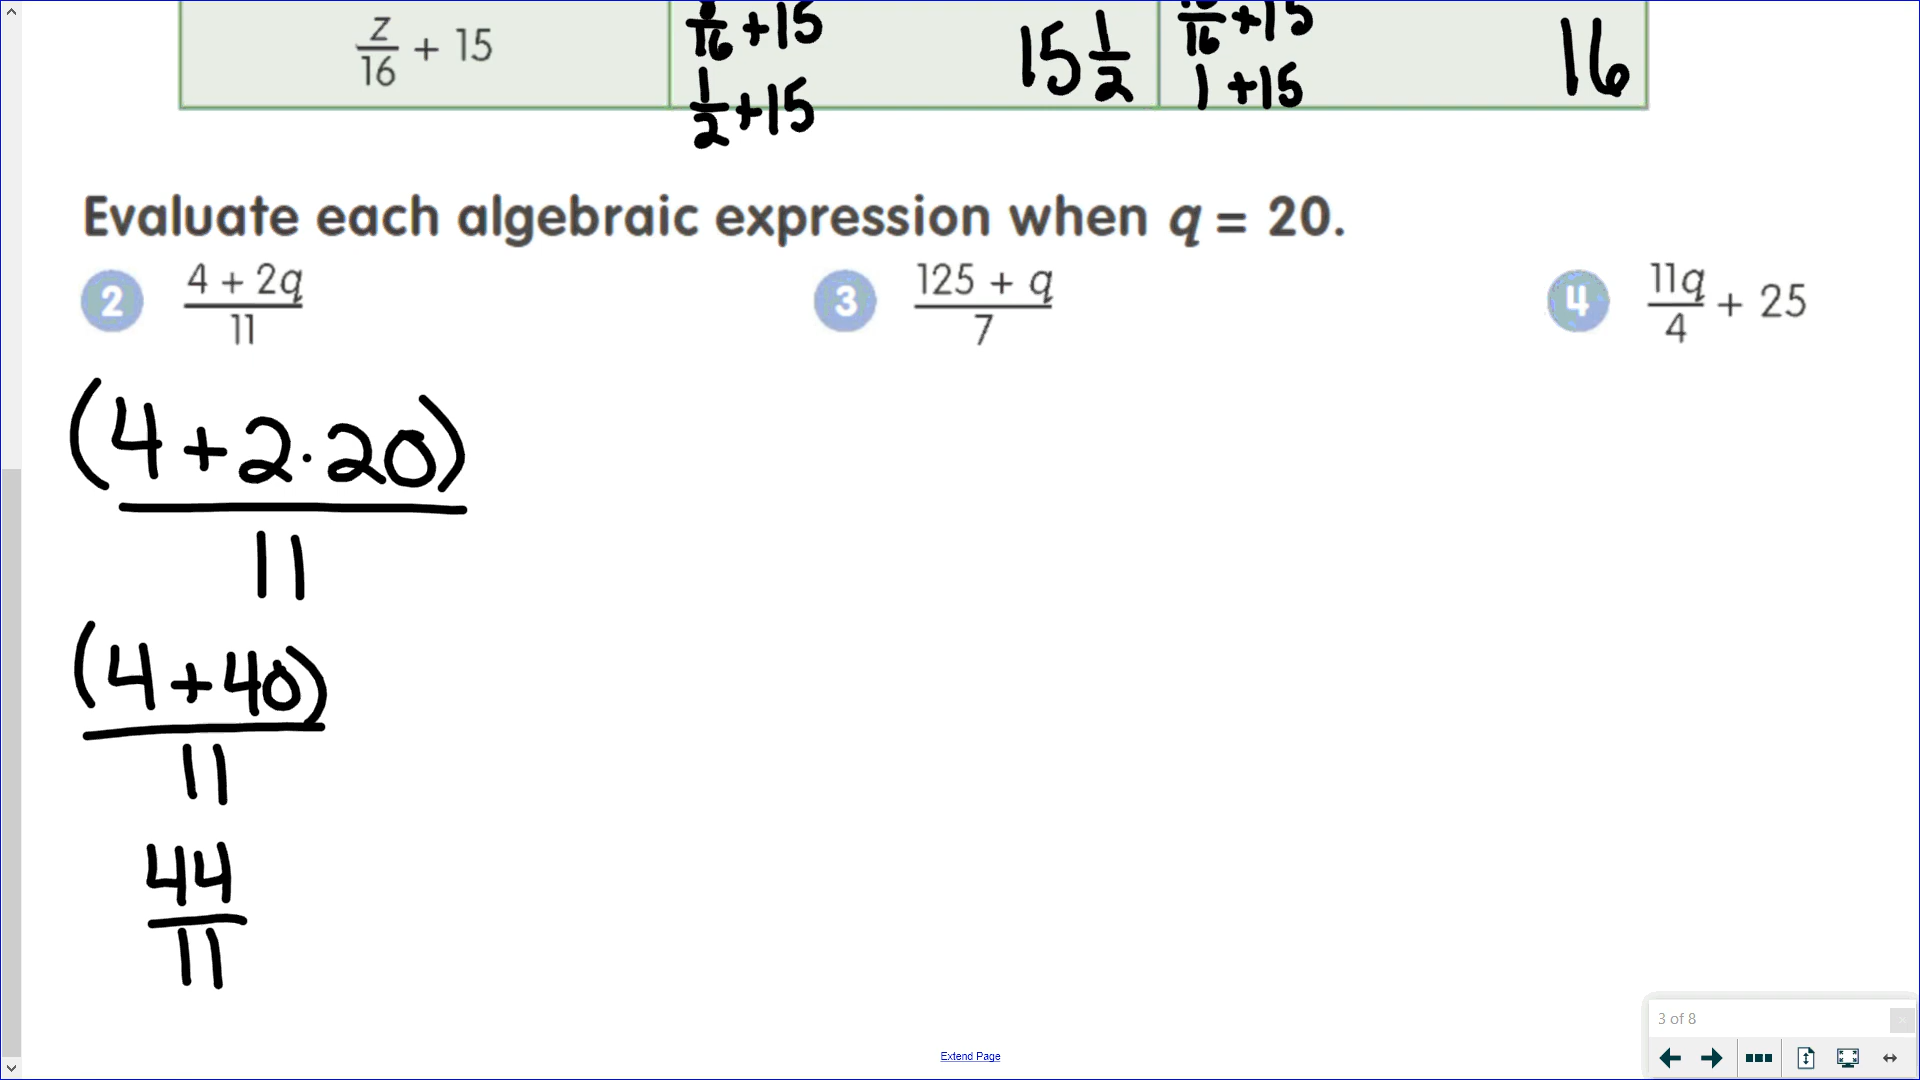 z/16 + 15
/16 +15
1/2 +15
15 1/2
/16 +15
1 +15
16
Evaluate each algebraic expression when q = 20.
2 (4 + 2q)/11
3 (125 + q)/7
4 11q/4 + 25
(4 + 2·20)
11
(4 + 40)
11
44
11
Extend Page
3 of 8